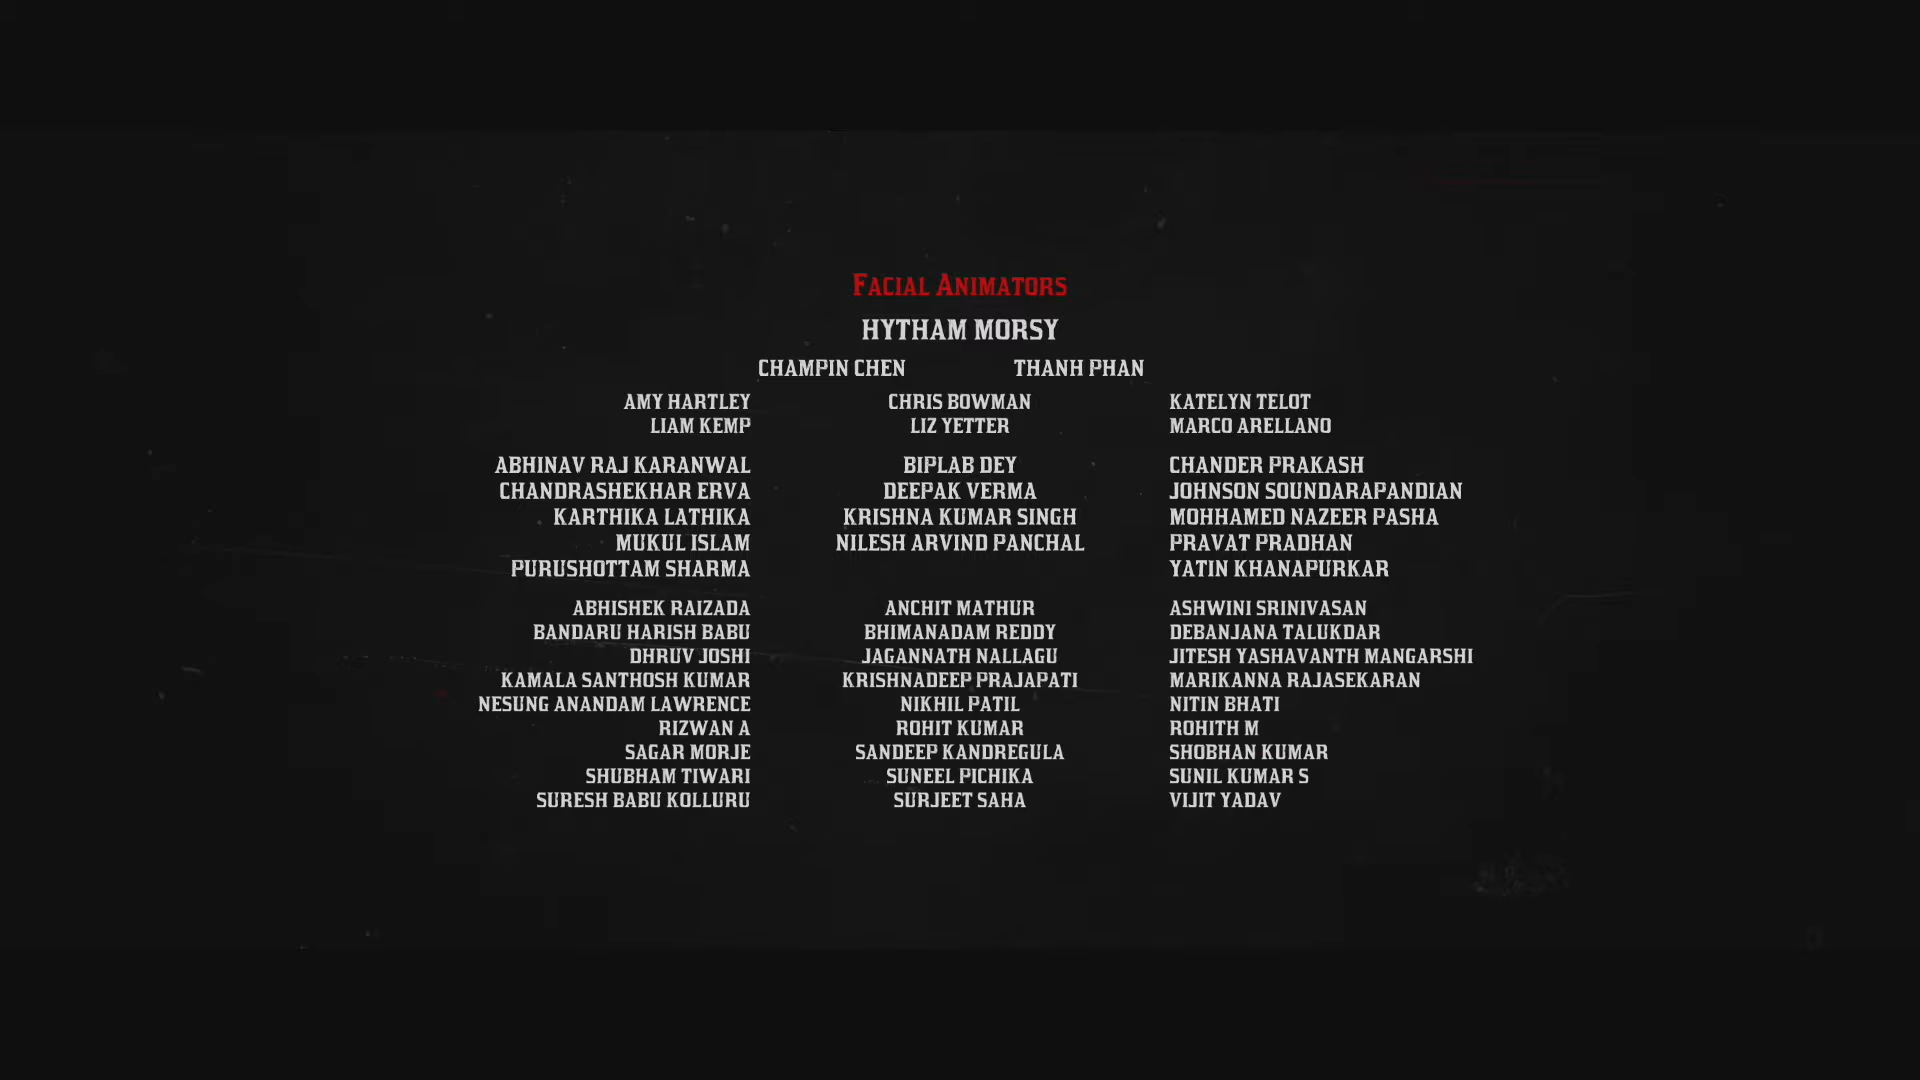 Facial Animators
HYTHAM MORSY
CHAMPIN CHEN THANH PHAN
AMY HARTLEY CHRIS BOWMAN KATELYN TELOT
LIAM KEMP LIZ YETTER MARCO ARELLANO
ABHINAV RAJ KARANWAL BIPLAB DEY CHANDER PRAKASH
CHANDRASHEKHAR ERVA DEEPAK VERMA JOHNSON SOUNDARAPANDIAN
KARTHIKA LATHIKA KRISHNA KUMAR SINGH MOHHAMED NAZEER PASHA
MUKUL ISLAM NILESH ARVIND PANCHAL PRAVAT PRADHAN
PURUSHOTTAM SHARMA YATIN KHANAPURKAR
ABHISHEK RAIZADA ANCHIT MATHUR ASHWINI SRINIVASAN
BANDARU HARISH BABU BHIMANADAM REDDY DEBANJANA TALUKDAR
DHRUV JOSHI JAGANNATH NALLAGU JITESH YASHAVANTH MANGARSHI
KAMALA SANTHOSH KUMAR KRISHNADEEP PRAJAPATI MARIKANNA RAJASEKARAN
NESUNG ANANDAM LAWRENCE NIKHIL PATIL NITIN BHATI
RIZWAN A ROHIT KUMAR ROHITH M
SAGAR MORJE SANDEEP KANDREGULA SHOBHAN KUMAR
SHUBHAM TIWARI SUNEEL PICHIKA SUNIL KUMAR S
SURESH BABU KOLLURU SURJEET SAHA VIJIT YADAV